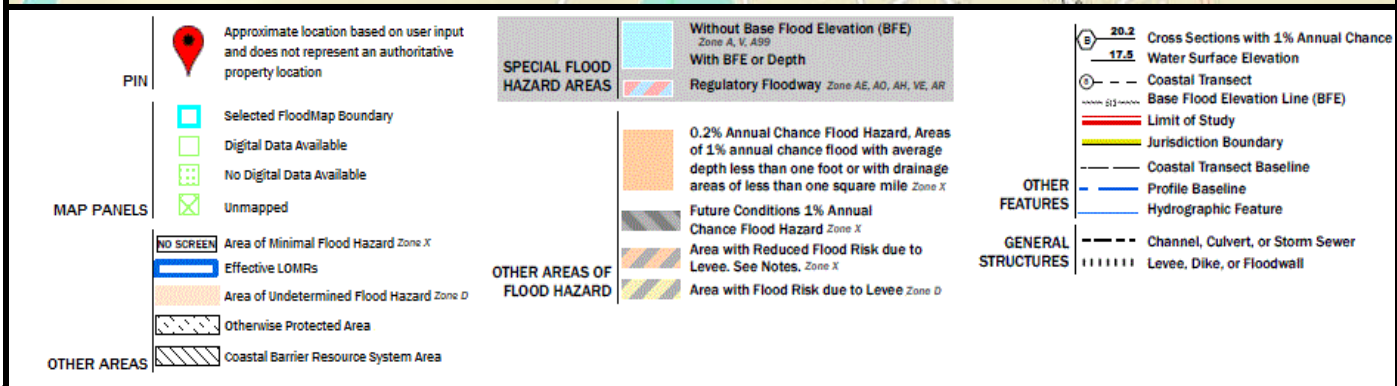 PIN
Approximate location based on user input
and does not represent an authoritative
property location
MAP PANELS
Selected FloodMap Boundary
Digital Data Available
No Digital Data Available
Unmapped
OTHER AREAS
NO SCREEN Area of Minimal Flood Hazard Zone X
Effective LOMRs
Area of Undetermined Flood Hazard Zone D
Otherwise Protected Area
Coastal Barrier Resource System Area
SPECIAL FLOOD
HAZARD AREAS
Without Base Flood Elevation (BFE)
Zone A, V, A99
With BFE or Depth
Regulatory Floodway Zone AE, AO, AH, VE, AR
OTHER AREAS OF
FLOOD HAZARD
0.2% Annual Chance Flood Hazard, Areas
of 1% annual chance flood with average
depth less than one foot or with drainage
areas of less than one square mile Zone X
Future Conditions 1% Annual
Chance Flood Hazard Zone X
Area with Reduced Flood Risk due to
Levee. See Notes. Zone X
Area with Flood Risk due to Levee Zone D
OTHER
FEATURES
B 20.2 Cross Sections with 1% Annual Chance
17.5 Water Surface Elevation
Coastal Transect
Base Flood Elevation Line (BFE)
Limit of Study
Jurisdiction Boundary
Coastal Transect Baseline
Profile Baseline
Hydrographic Feature
GENERAL
STRUCTURES
Channel, Culvert, or Storm Sewer
Levee, Dike, or Floodwall